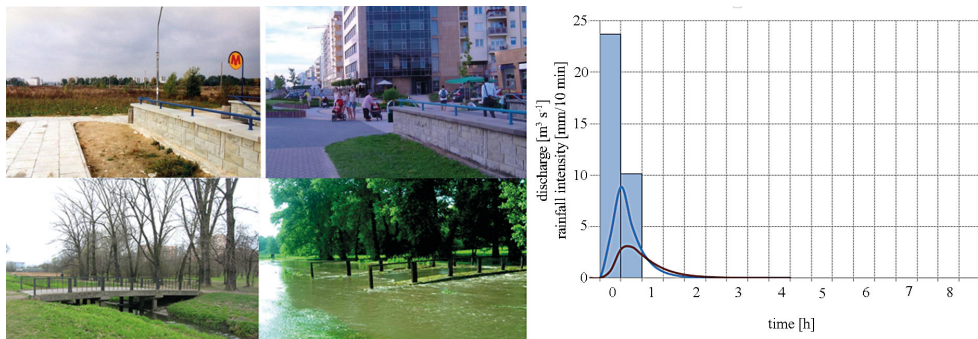 M
25
20
15
10
5
0
discharge [m³ s⁻¹]
rainfall intensity [mm/10 min]
0 1 2 3 4 5 6 7 8
time [h]